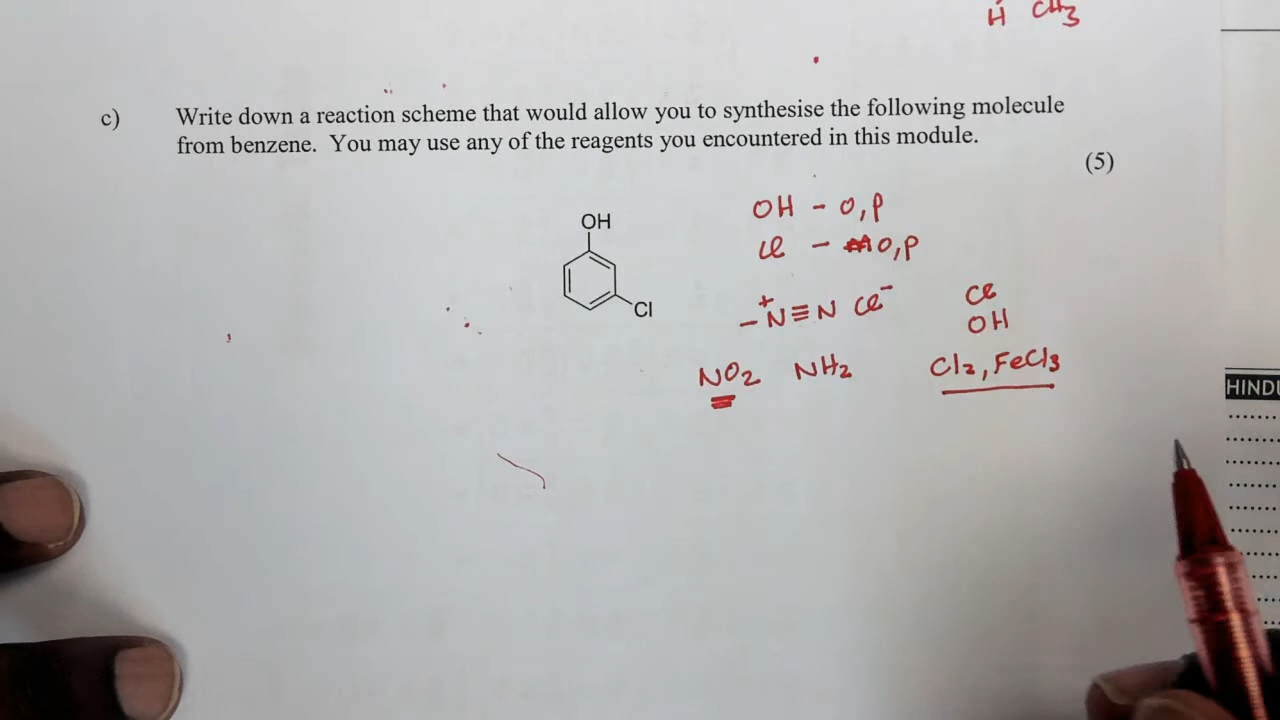 H CH3
c) Write down a reaction scheme that would allow you to synthesise the following molecule
from benzene. You may use any of the reagents you encountered in this module.
(5)
OH
Cl
OH - O,P
Cl - O,P
-N+≡N Cl-
Cl
OH
NO2 NH2 Cl2, FeCl3
HINDU